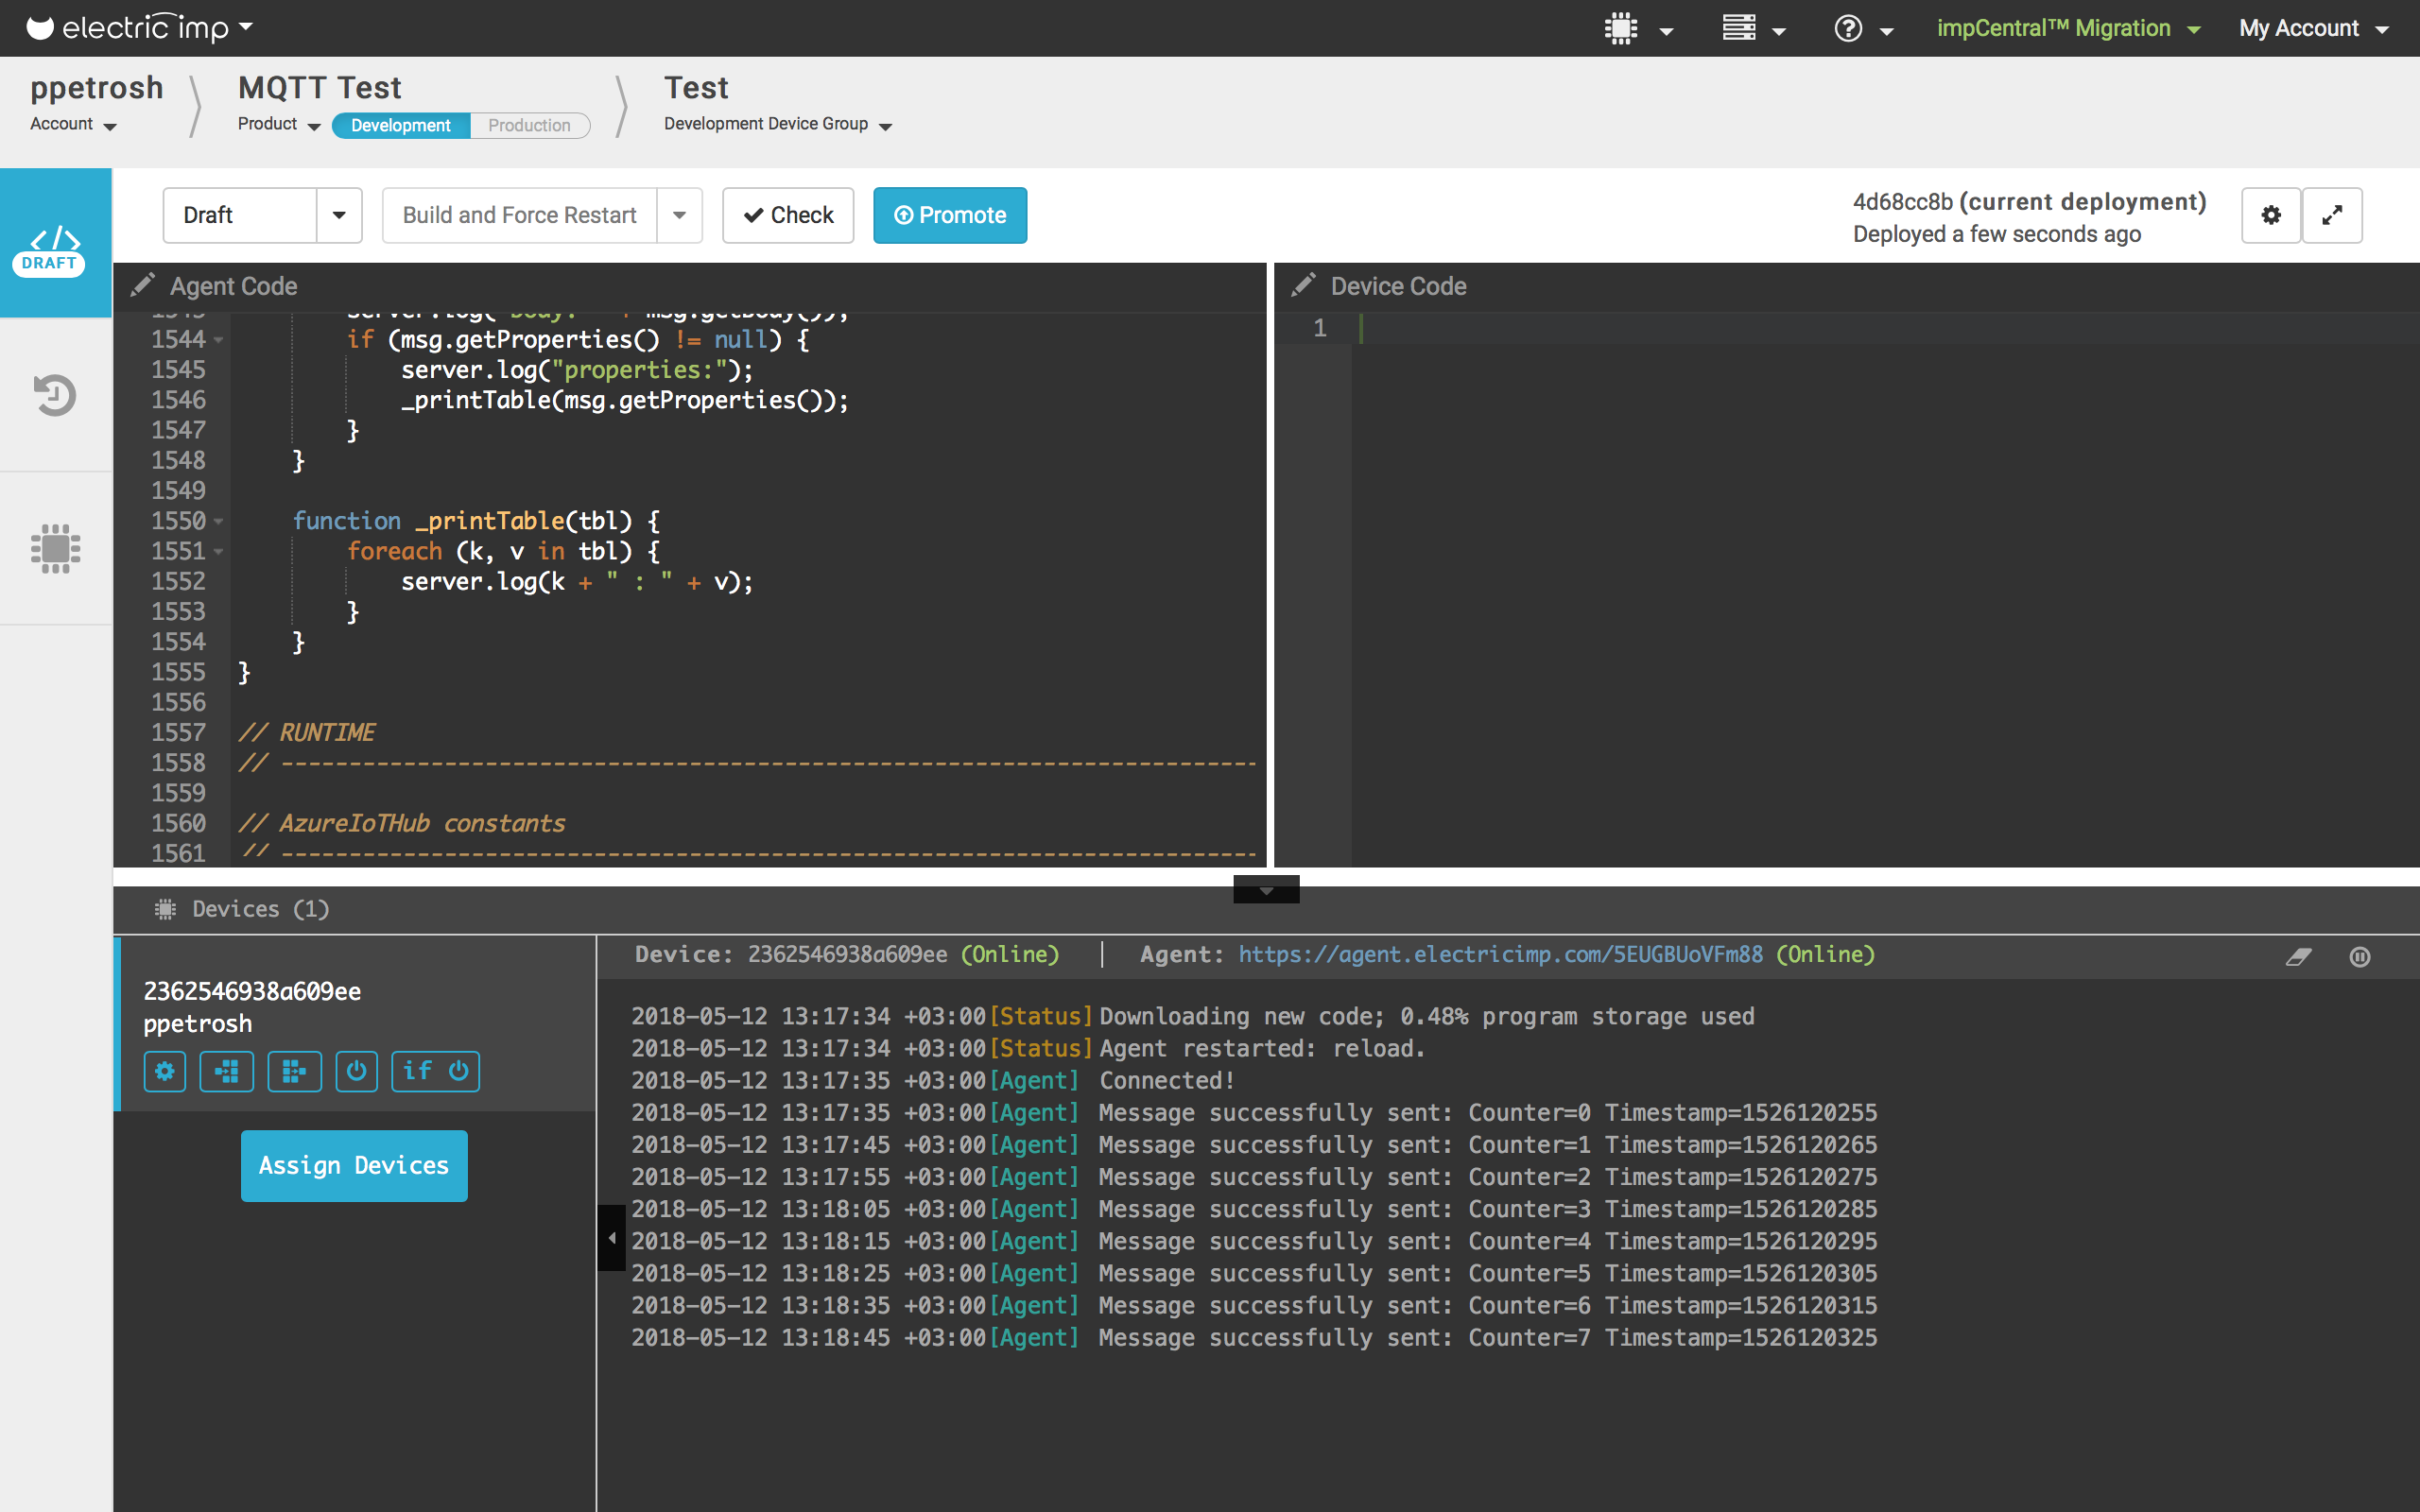 electric imp
impCentral™ Migration
My Account
ppetrosh
Account
MQTT Test
Product
Development
Production
Test
Development Device Group
DRAFT
Draft
Build and Force Restart
Check
Promote
4d68cc8b (current deployment)
Deployed a few seconds ago
Agent Code
1543 server.log("body: " + msg.getBody());
1544 if (msg.getProperties() != null) {
1545 server.log("properties:");
1546 _printTable(msg.getProperties());
1547 }
1548 }
1549
1550 function _printTable(tbl) {
1551 foreach (k, v in tbl) {
1552 server.log(k + " : " + v);
1553 }
1554 }
1555 }
1556
1557 // RUNTIME
1558 // ------------------------------------------------------------------------
1559
1560 // AzureIoTHub constants
1561 // ------------------------------------------------------------------------
Device Code
1
Devices (1)
2362546938a609ee
ppetrosh
if
Assign Devices
Device: 2362546938a609ee (Online) | Agent: https://agent.electricimp.com/5EUGBUoVFm88 (Online)
2018-05-12 13:17:34 +03:00 [Status] Downloading new code; 0.48% program storage used
2018-05-12 13:17:34 +03:00 [Status] Agent restarted: reload.
2018-05-12 13:17:35 +03:00 [Agent] Connected!
2018-05-12 13:17:35 +03:00 [Agent] Message successfully sent: Counter=0 Timestamp=1526120255
2018-05-12 13:17:45 +03:00 [Agent] Message successfully sent: Counter=1 Timestamp=1526120265
2018-05-12 13:17:55 +03:00 [Agent] Message successfully sent: Counter=2 Timestamp=1526120275
2018-05-12 13:18:05 +03:00 [Agent] Message successfully sent: Counter=3 Timestamp=1526120285
2018-05-12 13:18:15 +03:00 [Agent] Message successfully sent: Counter=4 Timestamp=1526120295
2018-05-12 13:18:25 +03:00 [Agent] Message successfully sent: Counter=5 Timestamp=1526120305
2018-05-12 13:18:35 +03:00 [Agent] Message successfully sent: Counter=6 Timestamp=1526120315
2018-05-12 13:18:45 +03:00 [Agent] Message successfully sent: Counter=7 Timestamp=1526120325